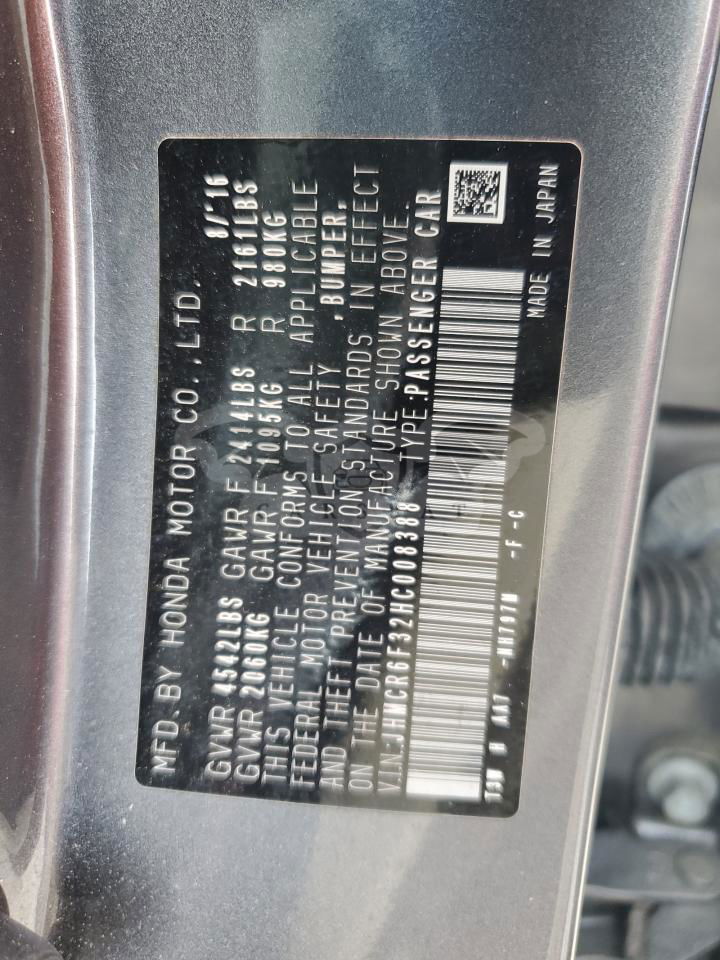 MFD.BY HONDA MOTOR CO.,LTD. 8/'16
GVWR 4542LBS GAWR F 2414LBS R 2161LBS
GVWR 2060KG GAWR F 1095KG R 980KG
THIS VEHICLE CONFORMS TO ALL APPLICABLE
FEDERAL MOTOR VEHICLE SAFETY ,BUMPER,
AND THEFT PREVENTION STANDARDS IN EFFECT
ON THE DATE OF MANUFACTURE SHOWN ABOVE.
V.I.N:JHMCR6F32HC008388 TYPE:PASSENGER CAR
AA7 -NH797M -F -C MADE IN JAPAN